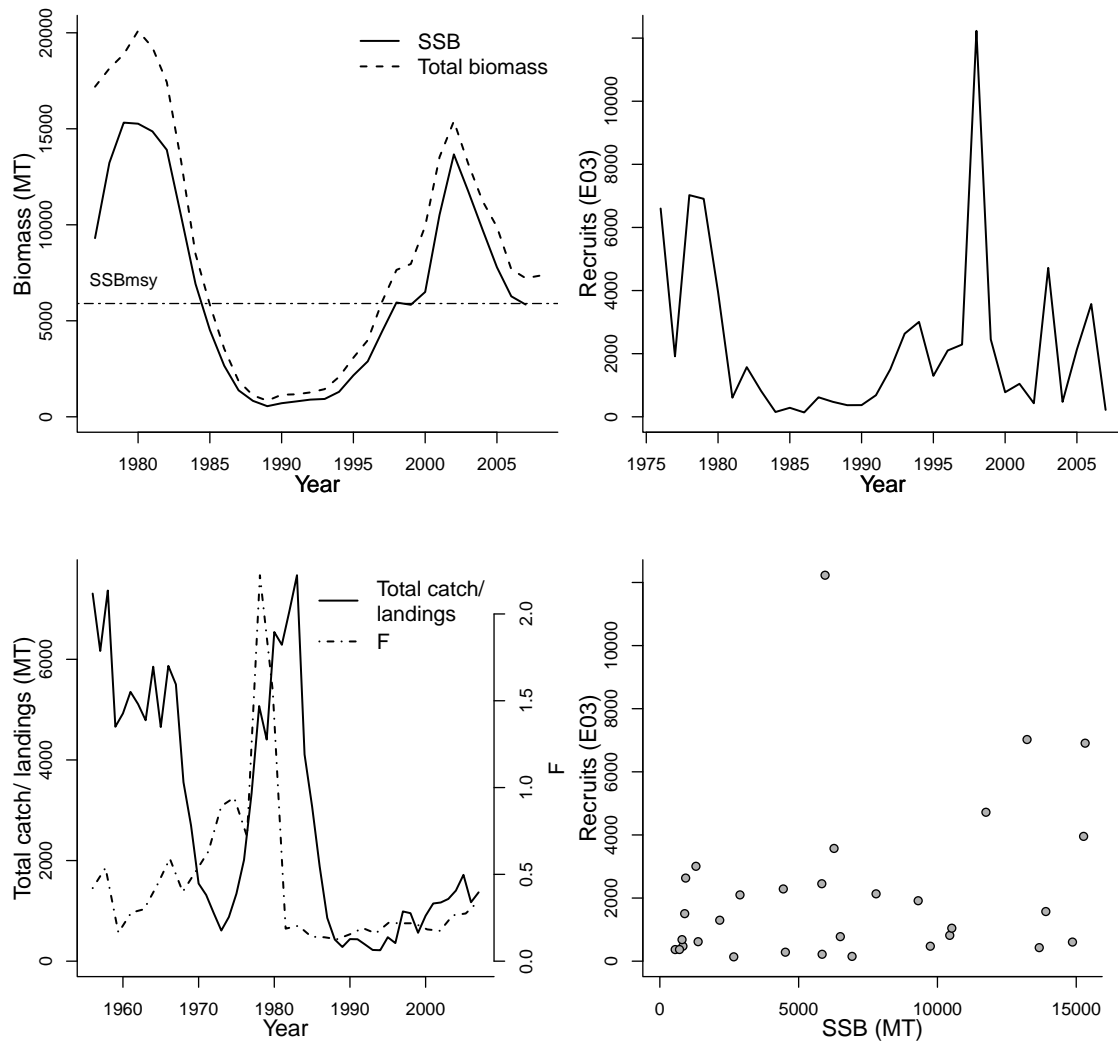 SSB
Total biomass
SSBmsy
Biomass (MT)
0
5000
10000
15000
20000
1980 1985 1990 1995 2000 2005
Year
Recruits (E03)
0
2000
4000
6000
8000
10000
1975 1980 1985 1990 1995 2000 2005
Year
Total catch/
landings
F
Total catch/ landings (MT)
0
2000
4000
6000
0.0
0.5
1.0
1.5
2.0
F
1960 1970 1980 1990 2000
Year
Recruits (E03)
0
2000
4000
6000
8000
10000
0 5000 10000 15000
SSB (MT)